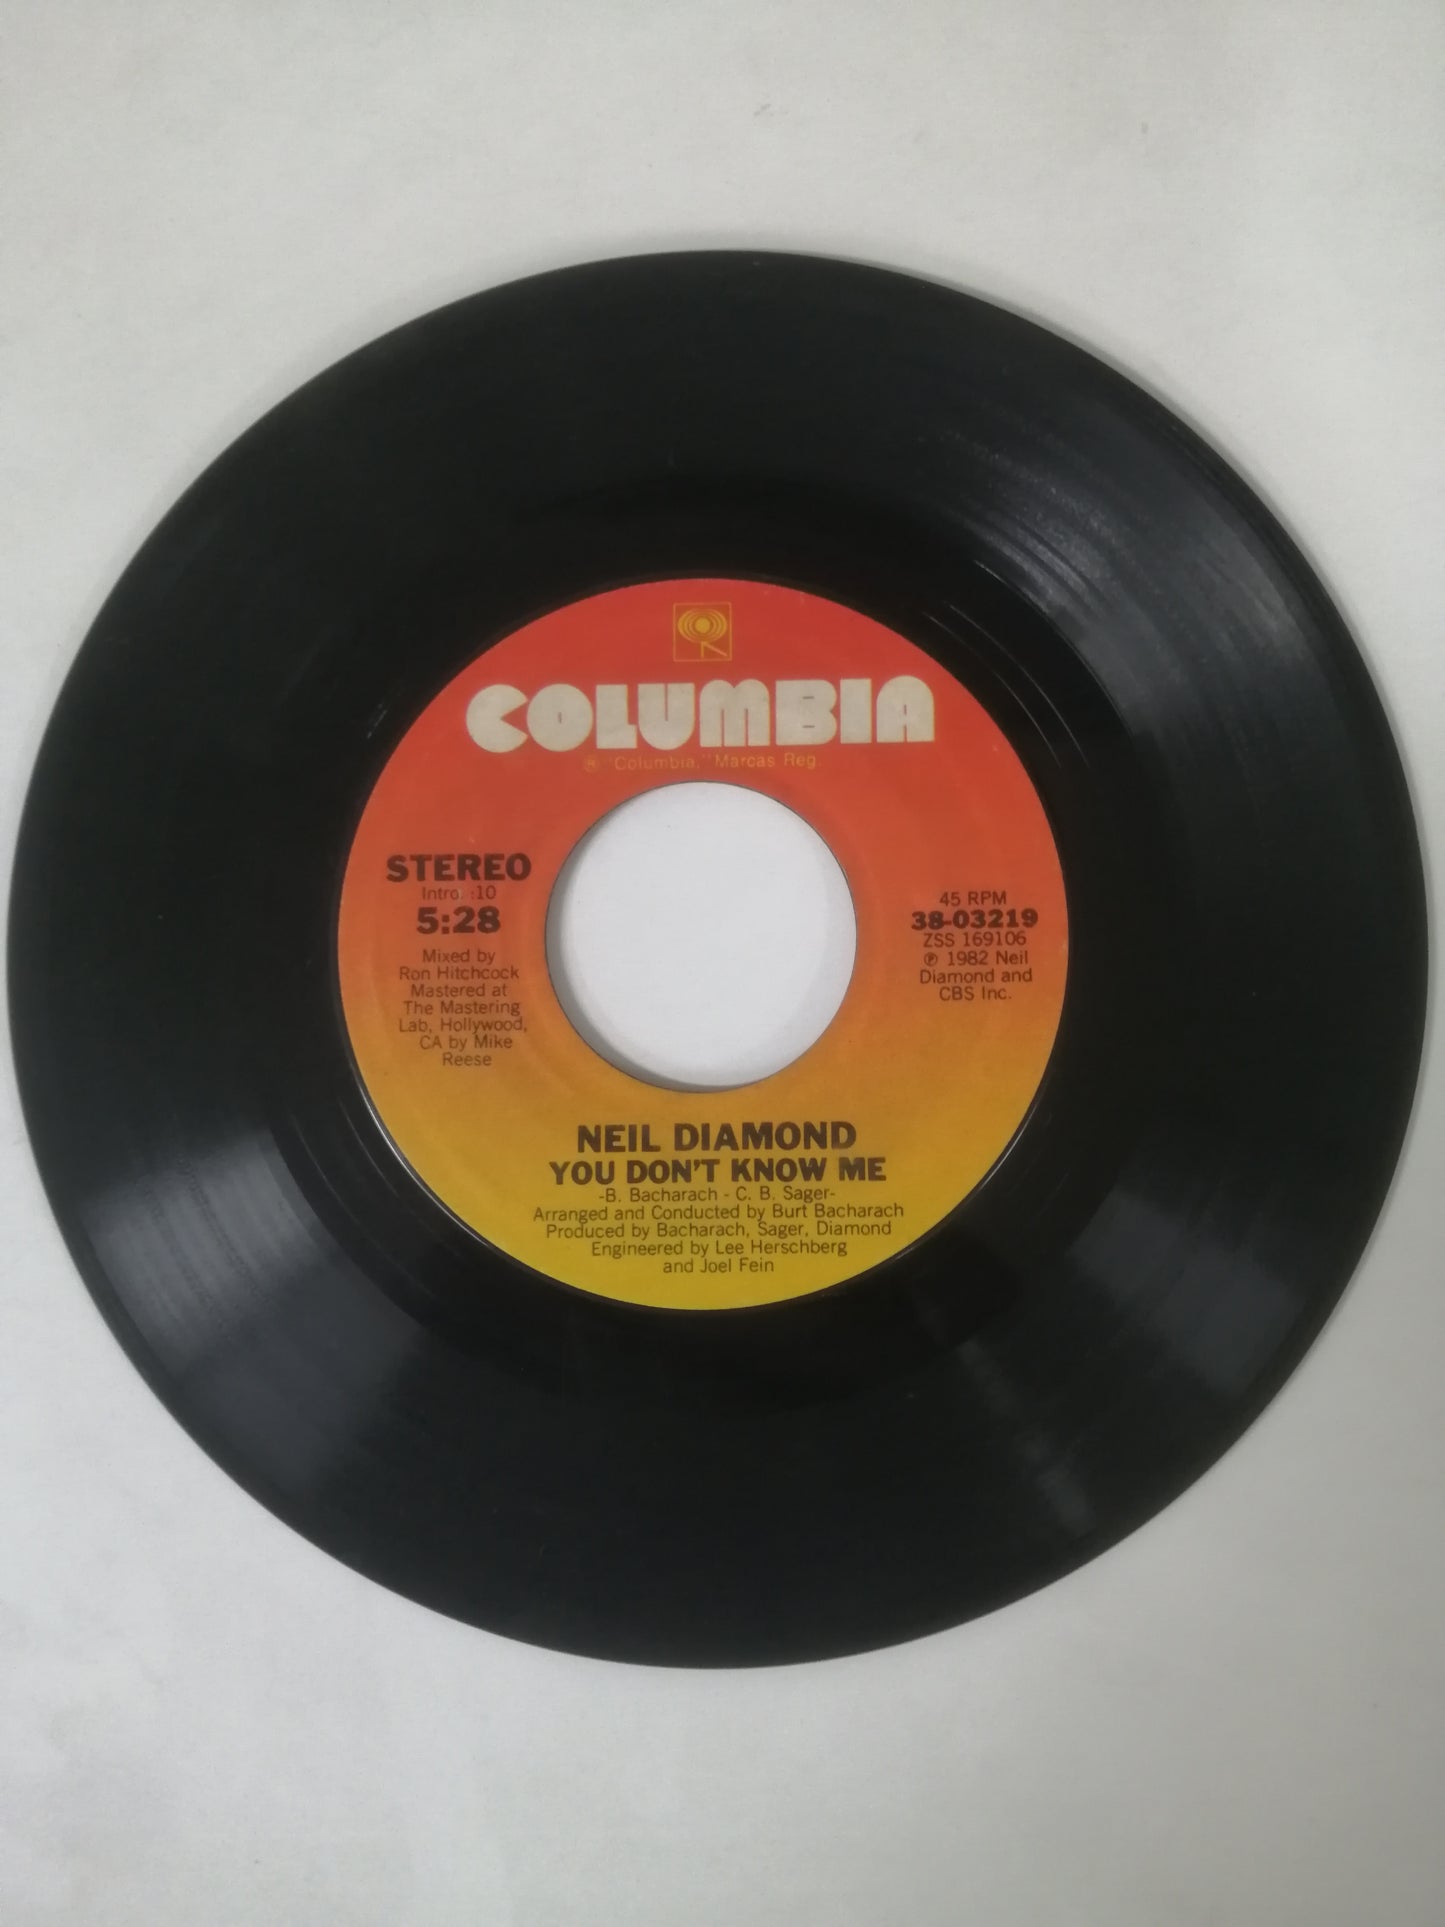 COLUMBIA
® "Columbia," Marcas Reg.
STEREO
Intro. :10
5:28
Mixed by
Ron Hitchcock
Mastered at
The Mastering
Lab, Hollywood,
CA by Mike
Reese
45 RPM
38-03219
ZSS 169106
℗ 1982 Neil
Diamond and
CBS Inc.
NEIL DIAMOND
YOU DON'T KNOW ME
-B. Bacharach - C. B. Sager-
Arranged and Conducted by Burt Bacharach
Produced by Bacharach, Sager, Diamond
Engineered by Lee Herschberg
and Joel Fein